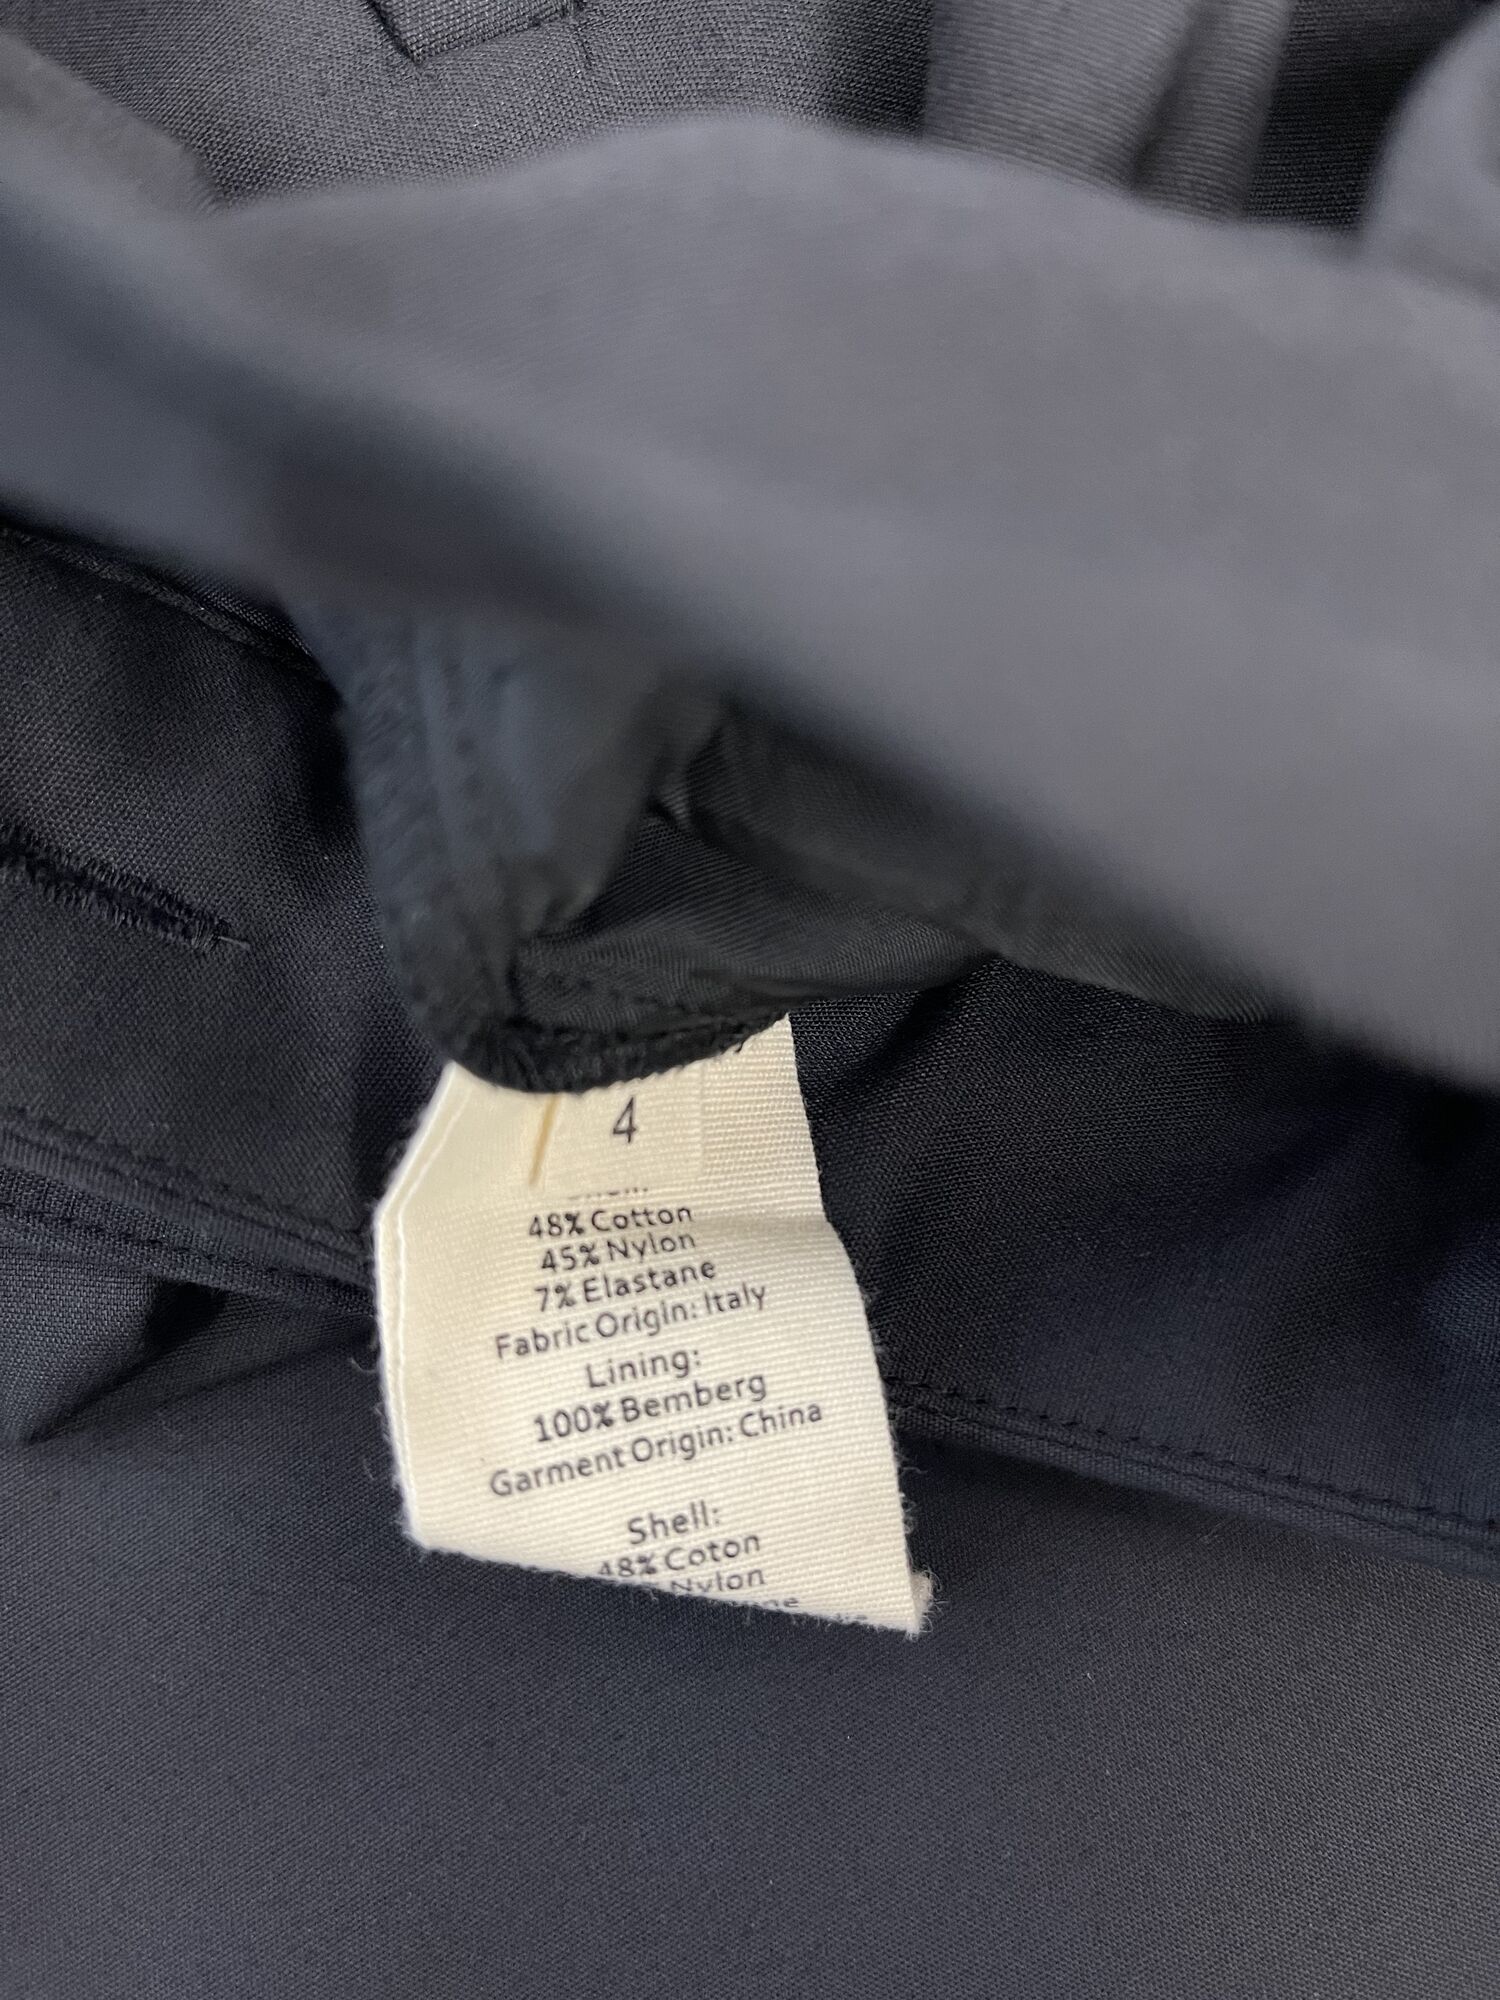 4
48% Cotton
45% Nylon
7% Elastane
Fabric Origin: Italy
Lining:
100% Bemberg
Garment Origin: China
Shell:
48% Coton
Nylon